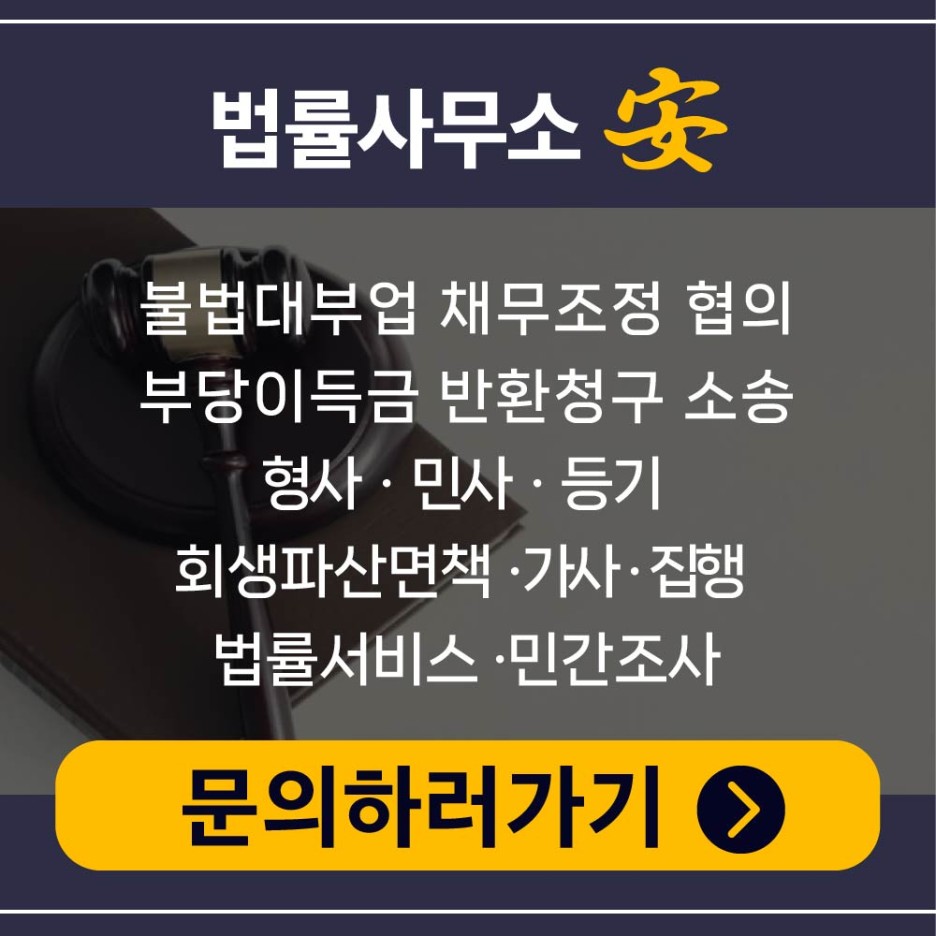 법률사무소 安
불법대부업 채무조정 협의
부당이득금 반환청구 소송
형사 · 민사 · 등기
회생파산면책 ·가사·집행
법률서비스 ·민간조사
문의하러가기